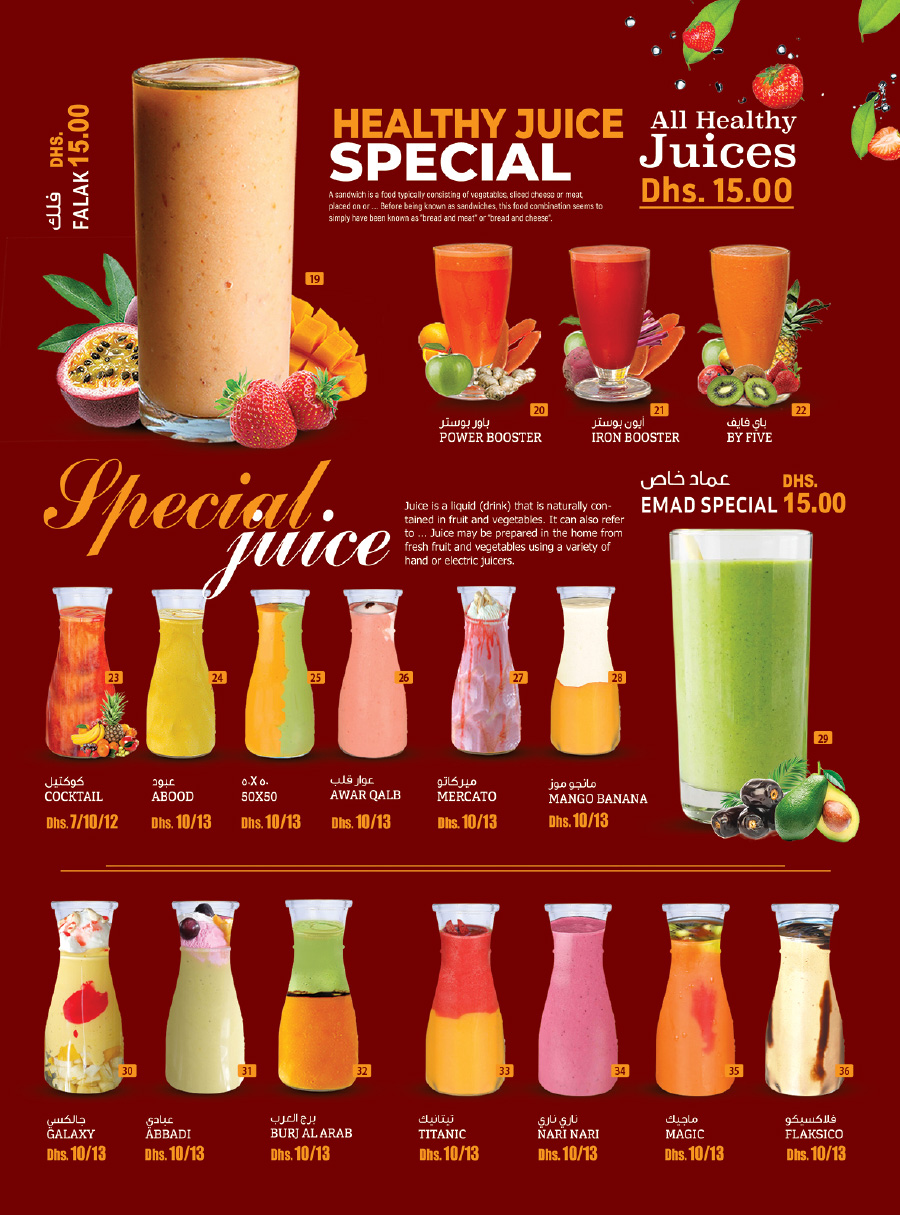 فلك
FALAK
DHS.
15.00
HEALTHY JUICE
SPECIAL
A sandwich is a food typically consisting of vegetables, sliced cheese or meat,
placed on or ... Before being known as sandwiches, this food combination seems to
simply have been known as "bread and meat" or "bread and cheese".
All Healthy
Juices
Dhs. 15.00
19
20
باور بوستر
POWER BOOSTER
21
أيون بوستر
IRON BOOSTER
22
باي فايف
BY FIVE
Special
juice
Juice is a liquid (drink) that is naturally con-
tained in fruit and vegetables. It can also refer
to ... Juice may be prepared in the home from
fresh fruit and vegetables using a variety of
hand or electric juicers.
عماد خاص
EMAD SPECIAL
DHS.
15.00
23
24
25
26
27
28
29
كوكتيل
COCKTAIL
Dhs. 7/10/12
عبود
ABOOD
Dhs. 10/13
٥٠X٥٠
50X50
Dhs. 10/13
عوار قلب
AWAR QALB
Dhs. 10/13
ميركاتو
MERCATO
Dhs. 10/13
مانجو موز
MANGO BANANA
Dhs. 10/13
30
31
32
33
34
35
36
جالكسي
GALAXY
Dhs. 10/13
عبادي
ABBADI
Dhs. 10/13
برج العرب
BURJ AL ARAB
Dhs. 10/13
تيتانيك
TITANIC
Dhs. 10/13
ناري ناري
NARI NARI
Dhs. 10/13
ماجيك
MAGIC
Dhs. 10/13
فلاكسيكو
FLAKSICO
Dhs. 10/13